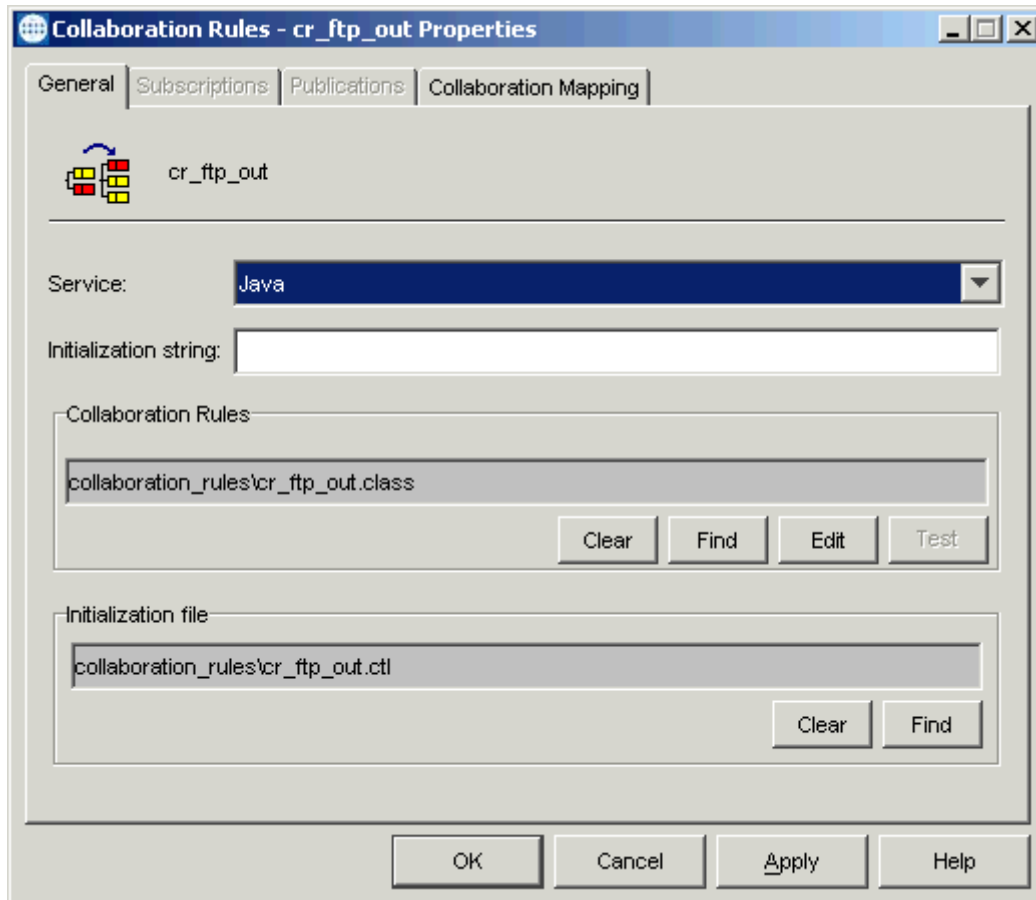 Collaboration Rules - cr_ftp_out Properties
General Subscriptions Publications Collaboration Mapping
cr_ftp_out
Service: Java
Initialization string:
Collaboration Rules
collaboration_rules\cr_ftp_out.class
Clear Find Edit Test
Initialization file
collaboration_rules\cr_ftp_out.ctl
Clear Find
OK Cancel Apply Help